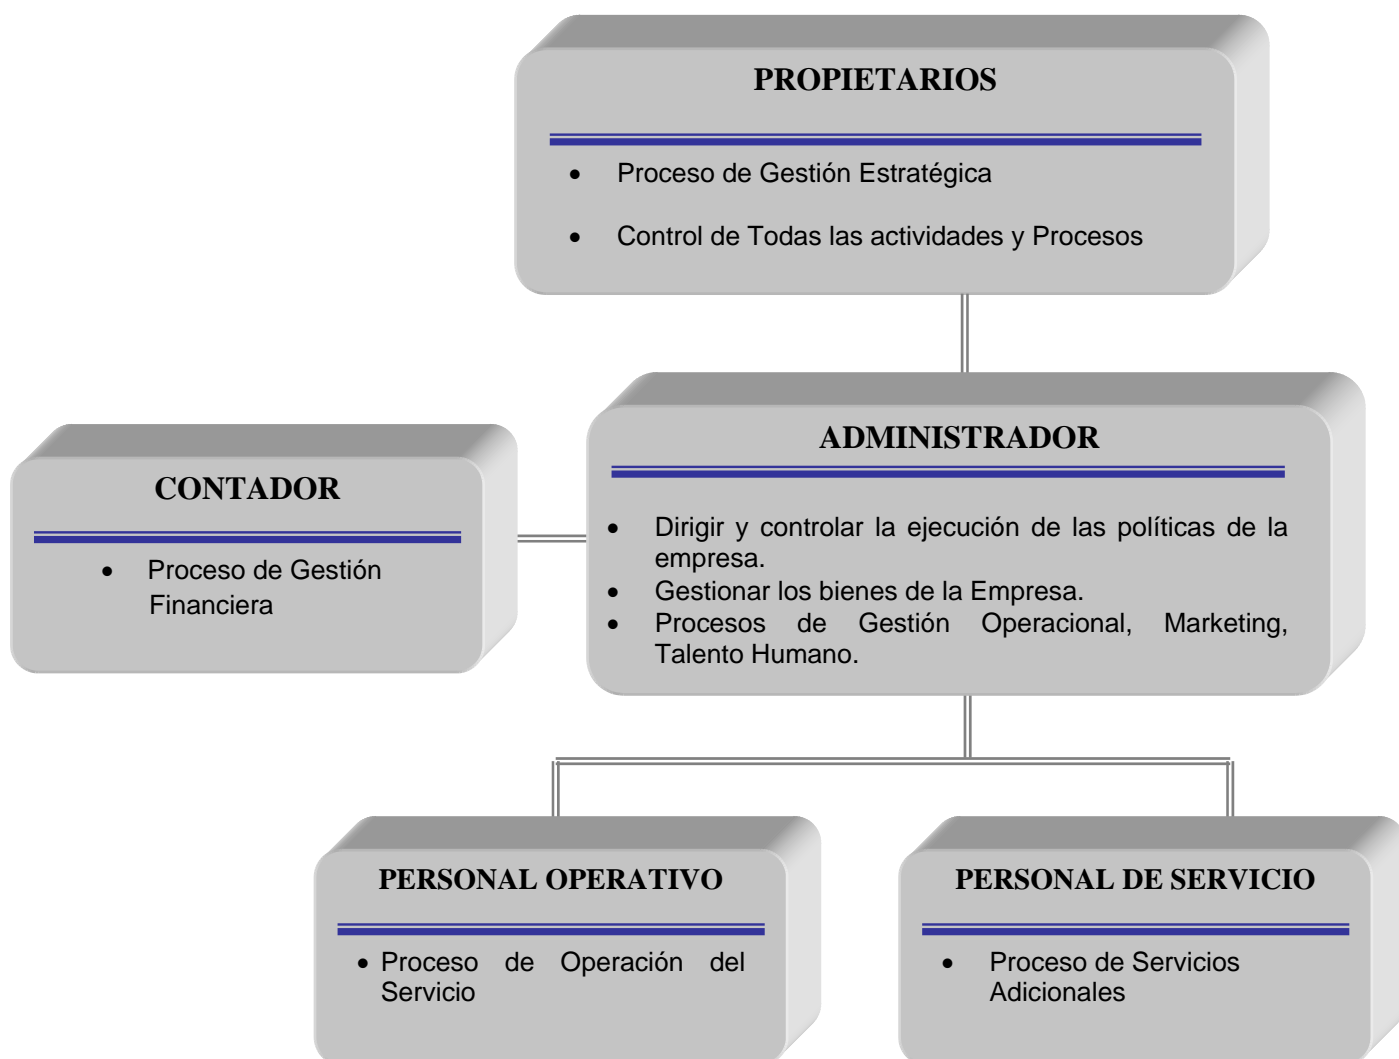 PROPIETARIOS
• Proceso de Gestión Estratégica
• Control de Todas las actividades y Procesos
ADMINISTRADOR
• Dirigir y controlar la ejecución de las políticas de la
empresa.
• Gestionar los bienes de la Empresa.
• Procesos de Gestión Operacional, Marketing,
Talento Humano.
CONTADOR
• Proceso de Gestión
Financiera
PERSONAL OPERATIVO
• Proceso de Operación del
Servicio
PERSONAL DE SERVICIO
• Proceso de Servicios
Adicionales